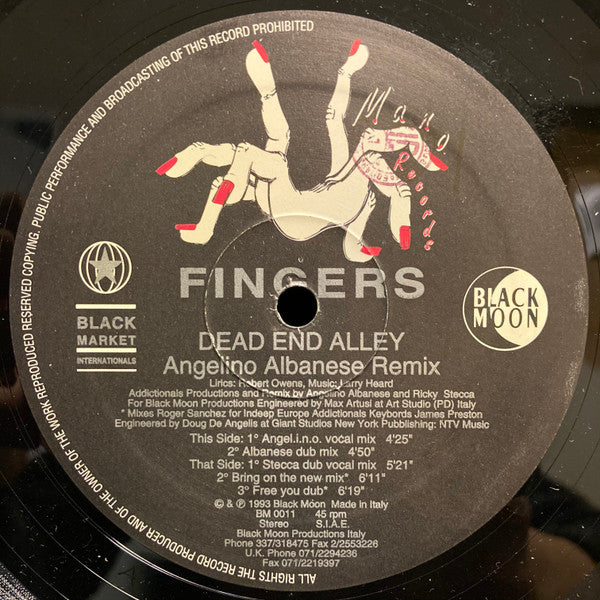 ALL RIGHTS THE RECORD PRODUCER AND OF THE OWNER OF THE WORK REPRODUCED RESERVED COPYING, PUBLIC PERFORMANCE AND BROADCASTING OF THIS RECORD PROHIBITED
Mano
Records
FINGERS
BLACK
MARKET
INTERNATIONALS
BLACK
MOON
DEAD END ALLEY
Angelino Albanese Remix
Lirics: Robert Owens, Music: Larry Heard
Addictionals Productions and Remix by Angelino Albanese and Ricky Stecca
For Black Moon Productions Engineered by Max Artusi at Art Studio (PD) Italy
* Mixes Roger Sanchez for Indeep Europe Addictionals Keybords James Preston
Engineered by Doug De Angelis at Giant Studios New York Pubblishing: NTV Music
This Side: 1° Angel.i.n.o. vocal mix 4'25"
2° Albanese dub mix 4'50"
That Side: 1° Stecca dub vocal mix 5'21"
2° Bring on the new mix* 6'11"
3° Free you dub* 6'19"
© & ℗ 1993 Black Moon Made in Italy
BM 0011 45 rpm
Stereo S.I.A.E.
Black Moon Productions Italy
Phone 337/318475 Fax 2/2553226
U.K. Phone 071/2294236
Fax 071/2219397